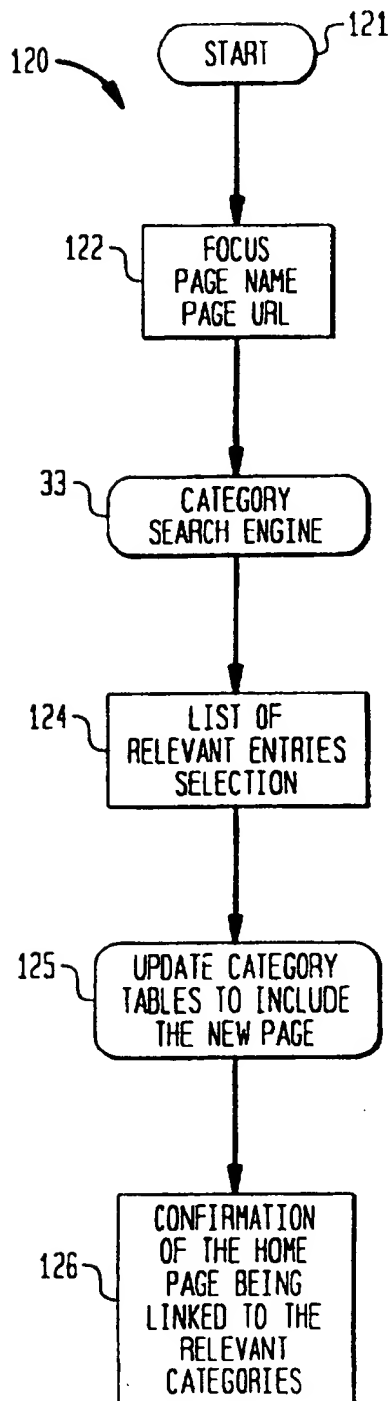 121
START
120
122
FOCUS
PAGE NAME
PAGE URL
33
CATEGORY
SEARCH ENGINE
124
LIST OF
RELEVANT ENTRIES
SELECTION
125
UPDATE CATEGORY
TABLES TO INCLUDE
THE NEW PAGE
126
CONFIRMATION
OF THE HOME
PAGE BEING
LINKED TO THE
RELEVANT
CATEGORIES